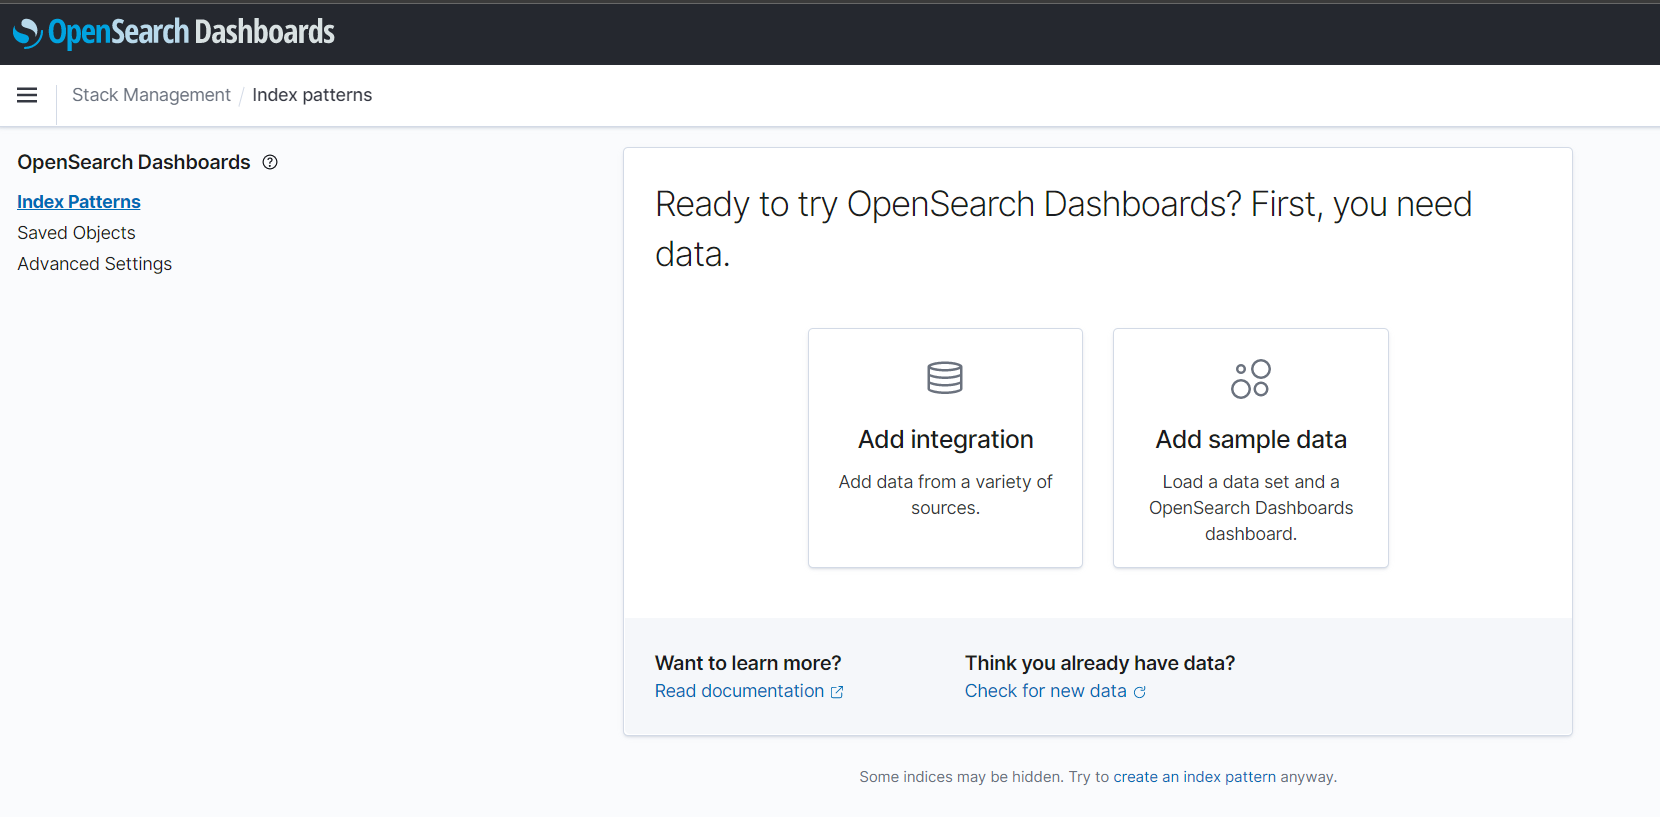 OpenSearch Dashboards
Stack Management / Index patterns
OpenSearch Dashboards
Index Patterns
Saved Objects
Advanced Settings
Ready to try OpenSearch Dashboards? First, you need
data.
Add integration
Add data from a variety of
sources.
Add sample data
Load a data set and a
OpenSearch Dashboards
dashboard.
Want to learn more?
Read documentation
Think you already have data?
Check for new data
Some indices may be hidden. Try to create an index pattern anyway.